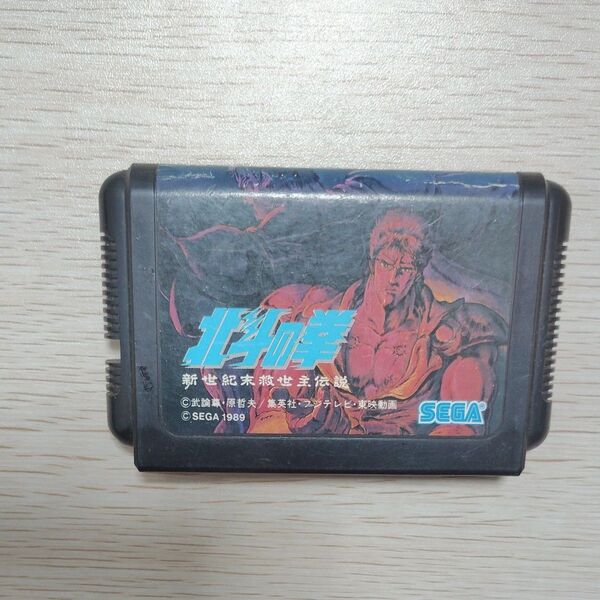 北斗の拳
新世紀末救世主伝説
©武論尊・原哲夫/集英社・フジテレビ・東映動画
©SEGA 1989
SEGA®